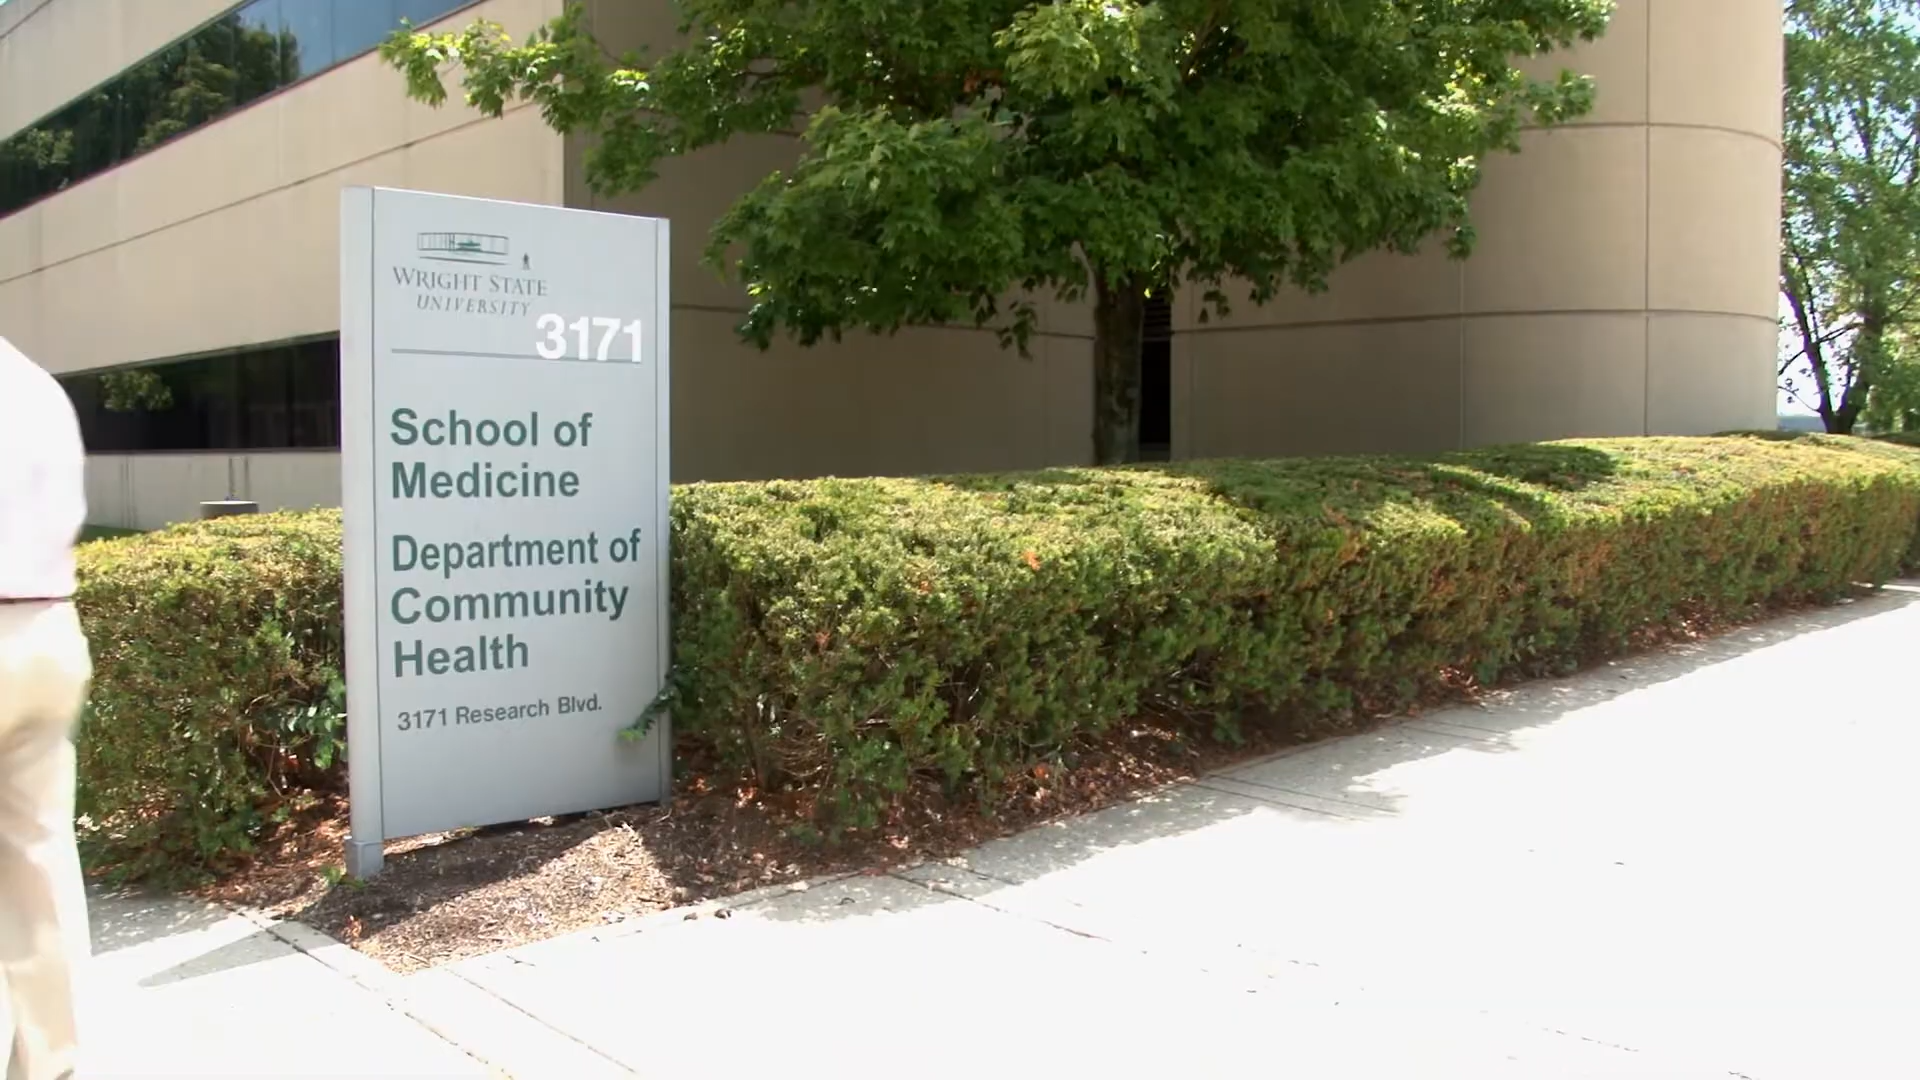 WRIGHT STATE
UNIVERSITY
3171
School of
Medicine
Department of
Community
Health
3171 Research Blvd.